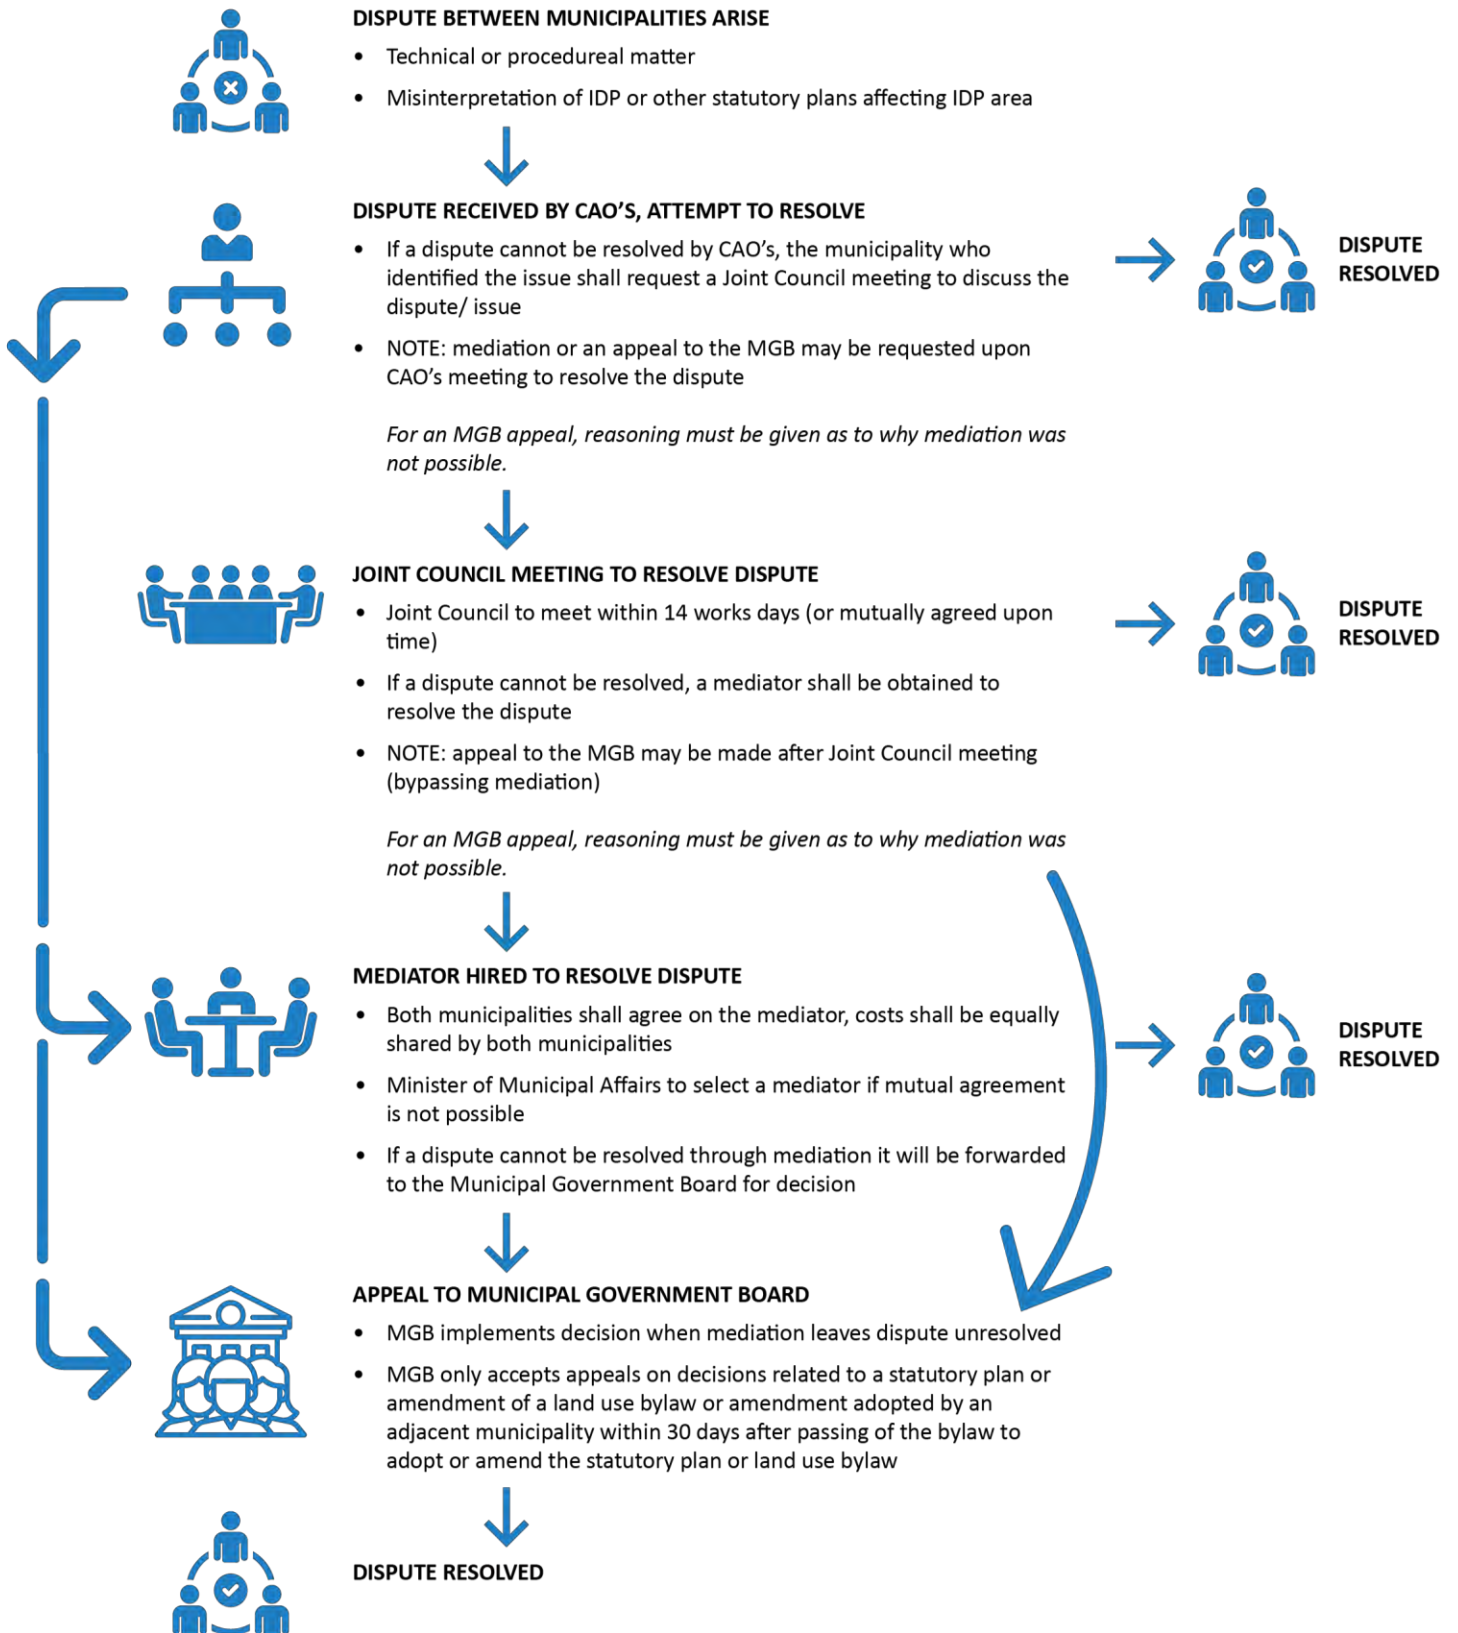 DISPUTE BETWEEN MUNICIPALITIES ARISE
• Technical or procedureal matter
• Misinterpretation of IDP or other statutory plans affecting IDP area
DISPUTE RECEIVED BY CAO'S, ATTEMPT TO RESOLVE
• If a dispute cannot be resolved by CAO's, the municipality who
identified the issue shall request a Joint Council meeting to discuss the
dispute/ issue
• NOTE: mediation or an appeal to the MGB may be requested upon
CAO's meeting to resolve the dispute
For an MGB appeal, reasoning must be given as to why mediation was
not possible.
DISPUTE
RESOLVED
JOINT COUNCIL MEETING TO RESOLVE DISPUTE
• Joint Council to meet within 14 works days (or mutually agreed upon
time)
• If a dispute cannot be resolved, a mediator shall be obtained to
resolve the dispute
• NOTE: appeal to the MGB may be made after Joint Council meeting
(bypassing mediation)
For an MGB appeal, reasoning must be given as to why mediation was
not possible.
DISPUTE
RESOLVED
MEDIATOR HIRED TO RESOLVE DISPUTE
• Both municipalities shall agree on the mediator, costs shall be equally
shared by both municipalities
• Minister of Municipal Affairs to select a mediator if mutual agreement
is not possible
• If a dispute cannot be resolved through mediation it will be forwarded
to the Municipal Government Board for decision
DISPUTE
RESOLVED
APPEAL TO MUNICIPAL GOVERNMENT BOARD
• MGB implements decision when mediation leaves dispute unresolved
• MGB only accepts appeals on decisions related to a statutory plan or
amendment of a land use bylaw or amendment adopted by an
adjacent municipality within 30 days after passing of the bylaw to
adopt or amend the statutory plan or land use bylaw
DISPUTE RESOLVED